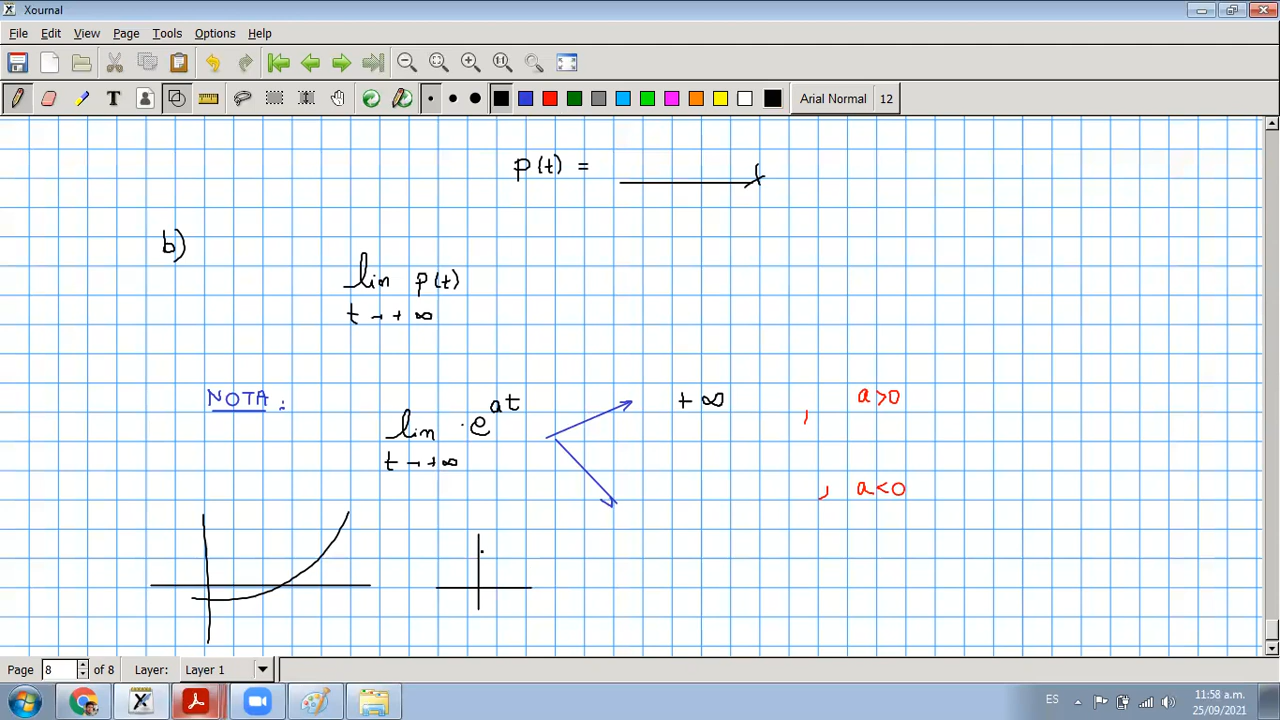 Xournal
File Edit View Page Tools Options Help
Arial Normal 12
p(t) =
b)
lim p(t)
t → + ∞
NOTA :
lim e^{at}
t → +∞
+ ∞ , a>0
, a<0
Page 8 of 8 Layer: Layer 1
ES
11:58 a.m.
25/09/2021